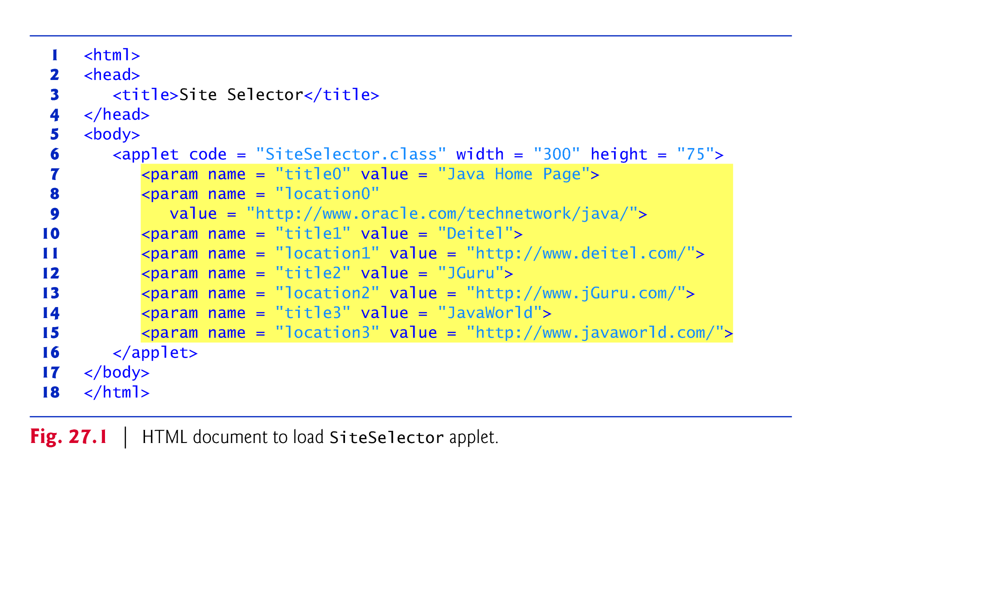 1 <html>
2 <head>
3 <title>Site Selector</title>
4 </head>
5 <body>
6 <applet code = "SiteSelector.class" width = "300" height = "75">
7 <param name = "title0" value = "Java Home Page">
8 <param name = "location0"
9 value = "http://www.oracle.com/technetwork/java/">
10 <param name = "title1" value = "Deitel">
11 <param name = "location1" value = "http://www.deitel.com/">
12 <param name = "title2" value = "JGuru">
13 <param name = "location2" value = "http://www.jGuru.com/">
14 <param name = "title3" value = "JavaWorld">
15 <param name = "location3" value = "http://www.javaworld.com/">
16 </applet>
17 </body>
18 </html>
Fig. 27.1 | HTML document to load SiteSelector applet.